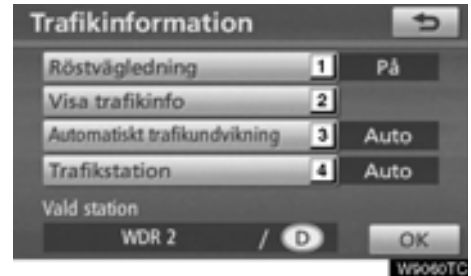 Trafikinformation
Röstvägledning 1 På
Visa trafikinfo 2
Automatiskt trafikundvikning 3 Auto
Trafikstation 4 Auto
Vald station
WDR 2 / D OK
W9060TC